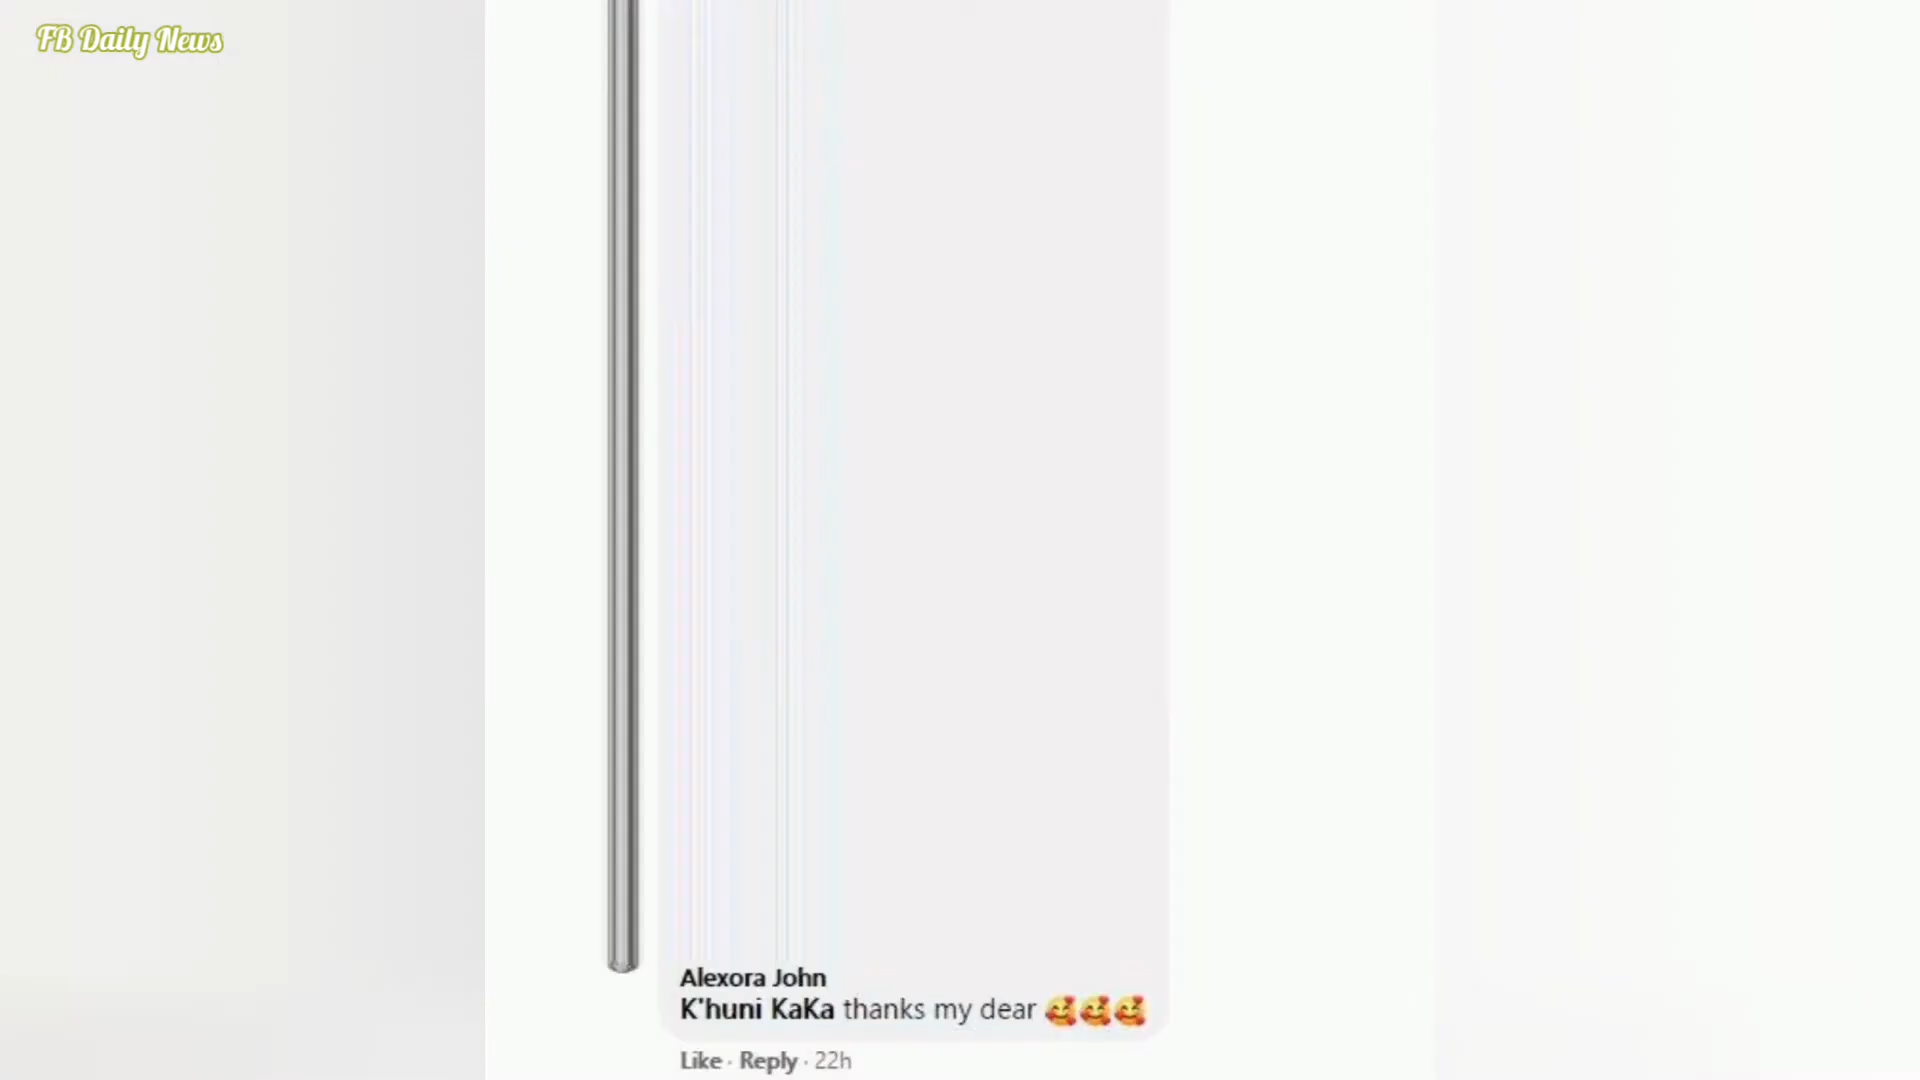 FB Daily News
Alexora John
K'huni KaKa thanks my dear 🥰🥰🥰
Like · Reply · 22h